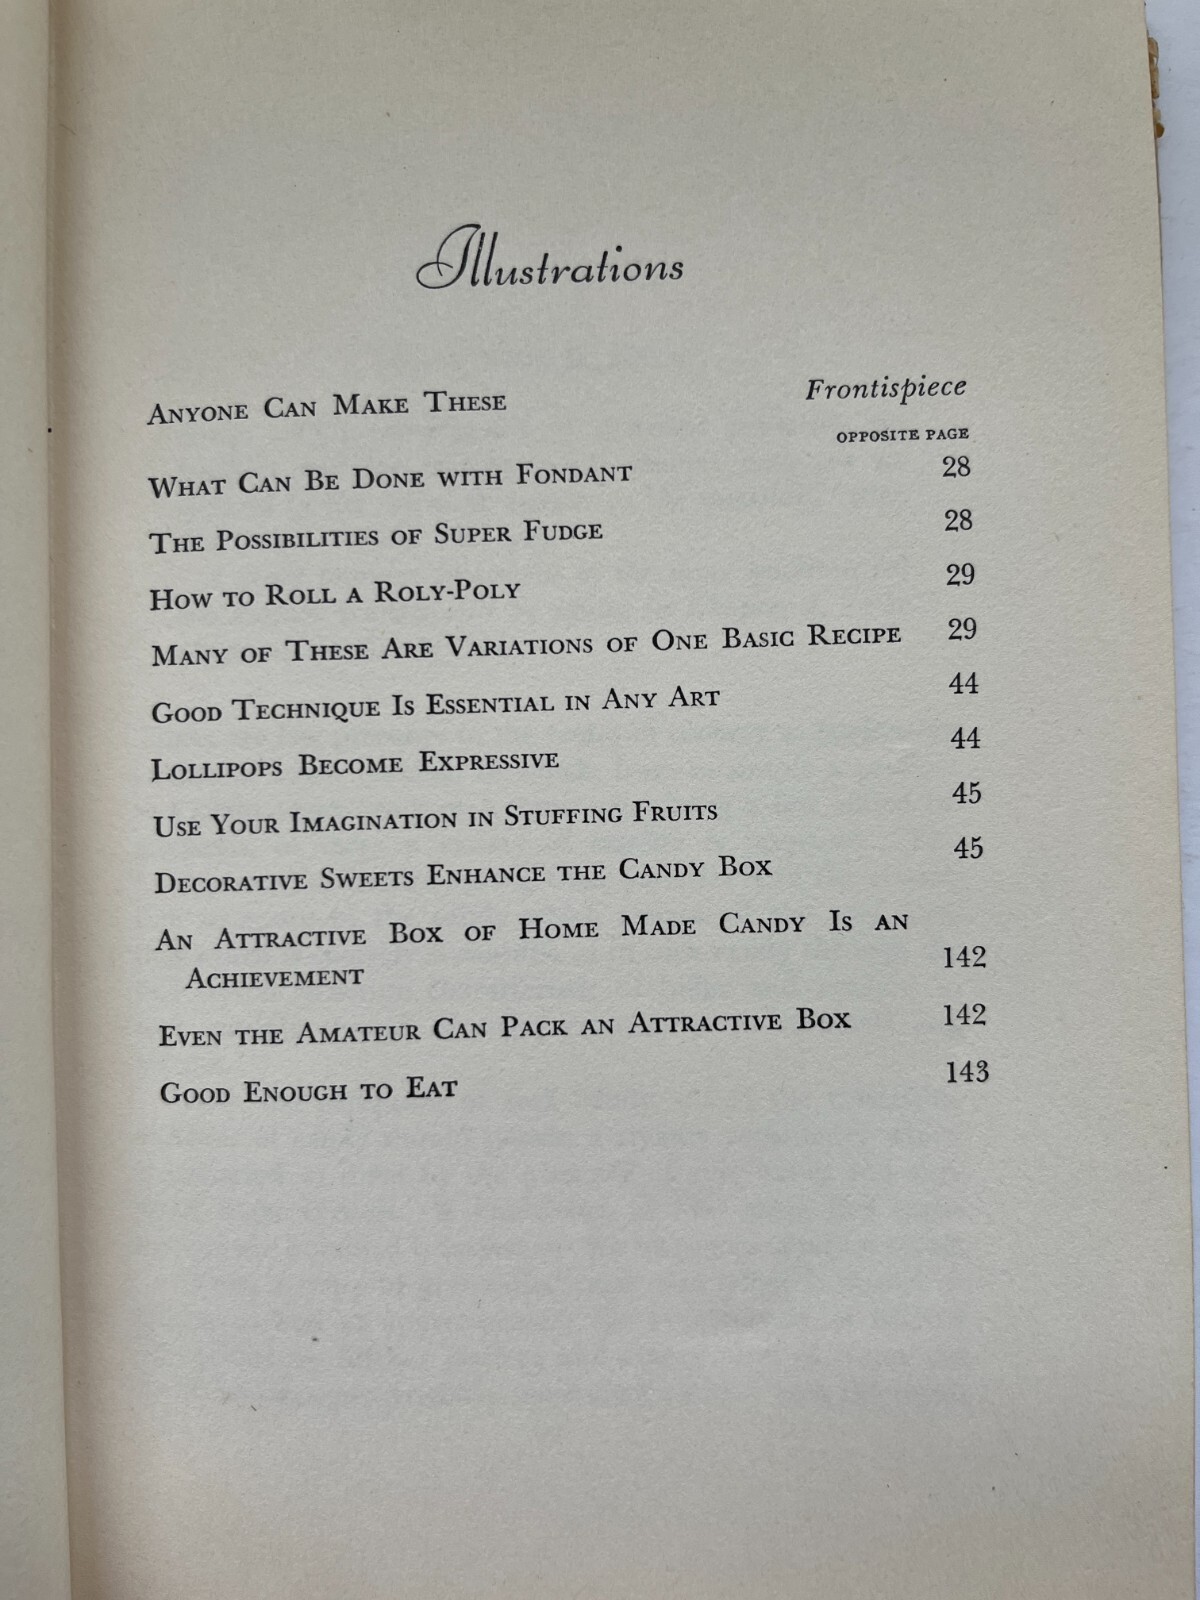 Illustrations
Anyone Can Make These Frontispiece
OPPOSITE PAGE
What Can Be Done with Fondant 28
The Possibilities of Super Fudge 28
How to Roll a Roly-Poly 29
Many of These Are Variations of One Basic Recipe 29
Good Technique Is Essential in Any Art 44
Lollipops Become Expressive 44
Use Your Imagination in Stuffing Fruits 45
Decorative Sweets Enhance the Candy Box 45
An Attractive Box of Home Made Candy Is an
Achievement 142
Even the Amateur Can Pack an Attractive Box 142
Good Enough to Eat 143